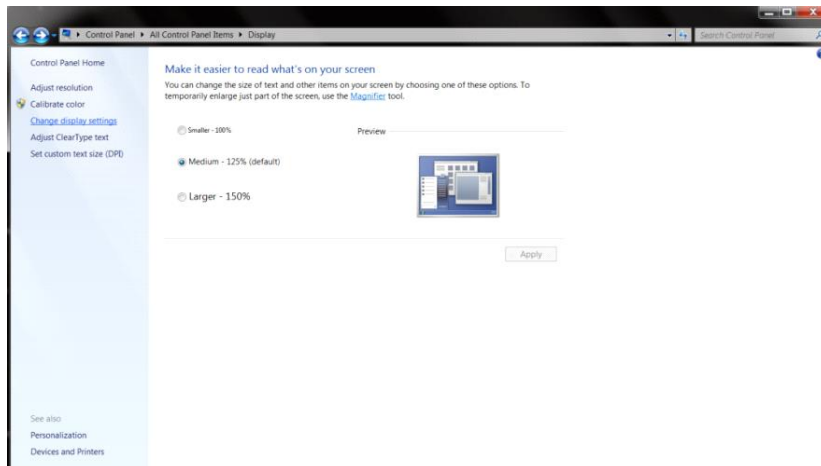 Control Panel ▸ All Control Panel Items ▸ Display
Search Control Panel
Control Panel Home
Adjust resolution
Calibrate color
Change display settings
Adjust ClearType text
Set custom text size (DPI)
Make it easier to read what's on your screen
You can change the size of text and other items on your screen by choosing one of these options. To
temporarily enlarge just part of the screen, use the Magnifier tool.
Smaller - 100%
Preview
Medium - 125% (default)
Larger - 150%
Apply
See also
Personalization
Devices and Printers